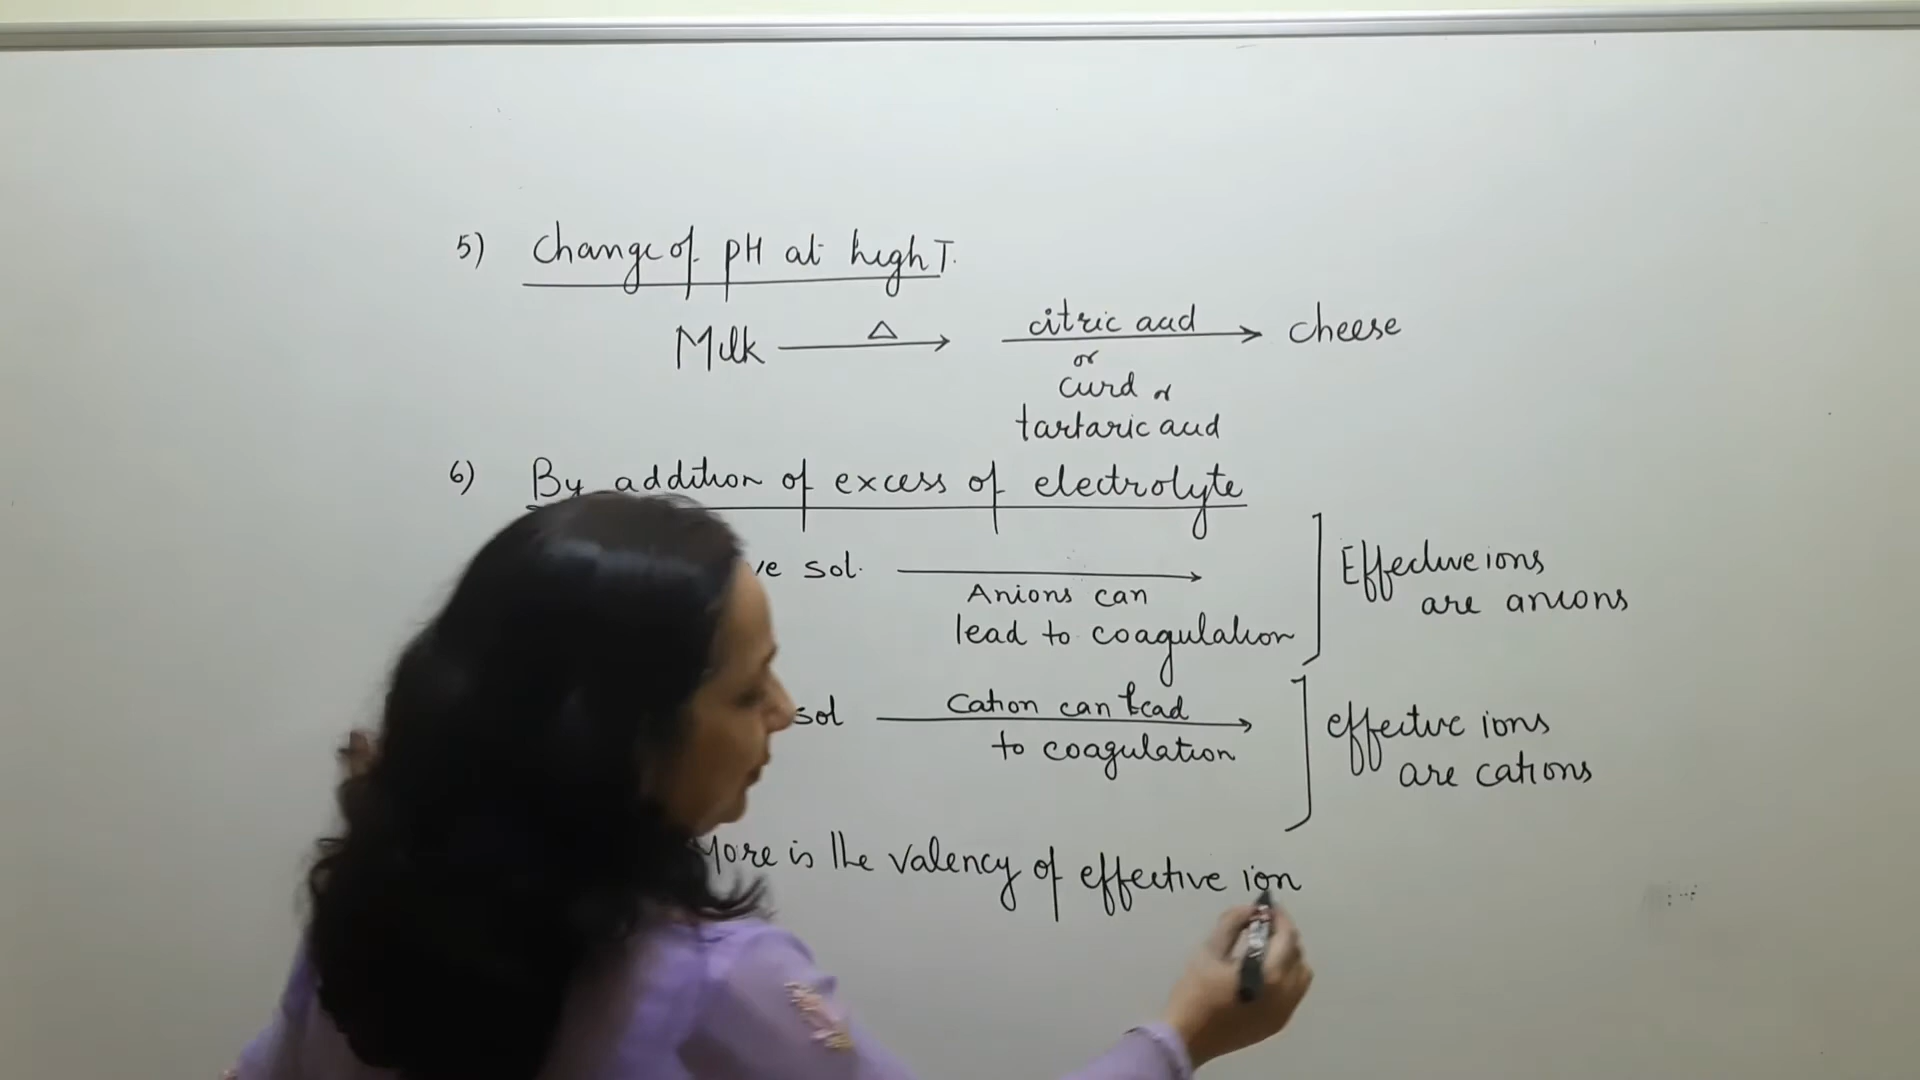 5) Change of pH at high T.
Milk △ → citric acid → cheese
or
curd or
tartaric acid
6) By addition of excess of electrolyte
ve sol. → Effective ions
Anions can are anions
lead to coagulation
sol Cation can lead → effective ions
to coagulation are cations
More is the valency of effective ion